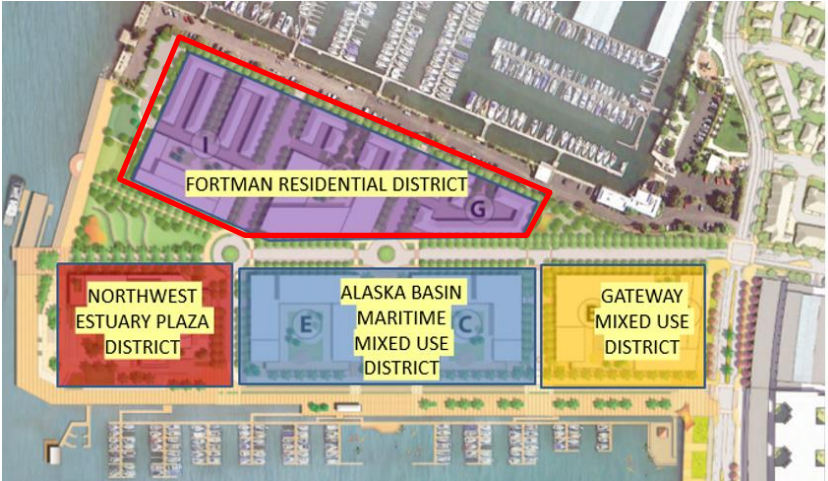 I
FORTMAN RESIDENTIAL DISTRICT
G
NORTHWEST
ESTUARY PLAZA
DISTRICT
E
ALASKA BASIN
MARITIME
MIXED USE
DISTRICT
C
GATEWAY
MIXED USE
DISTRICT